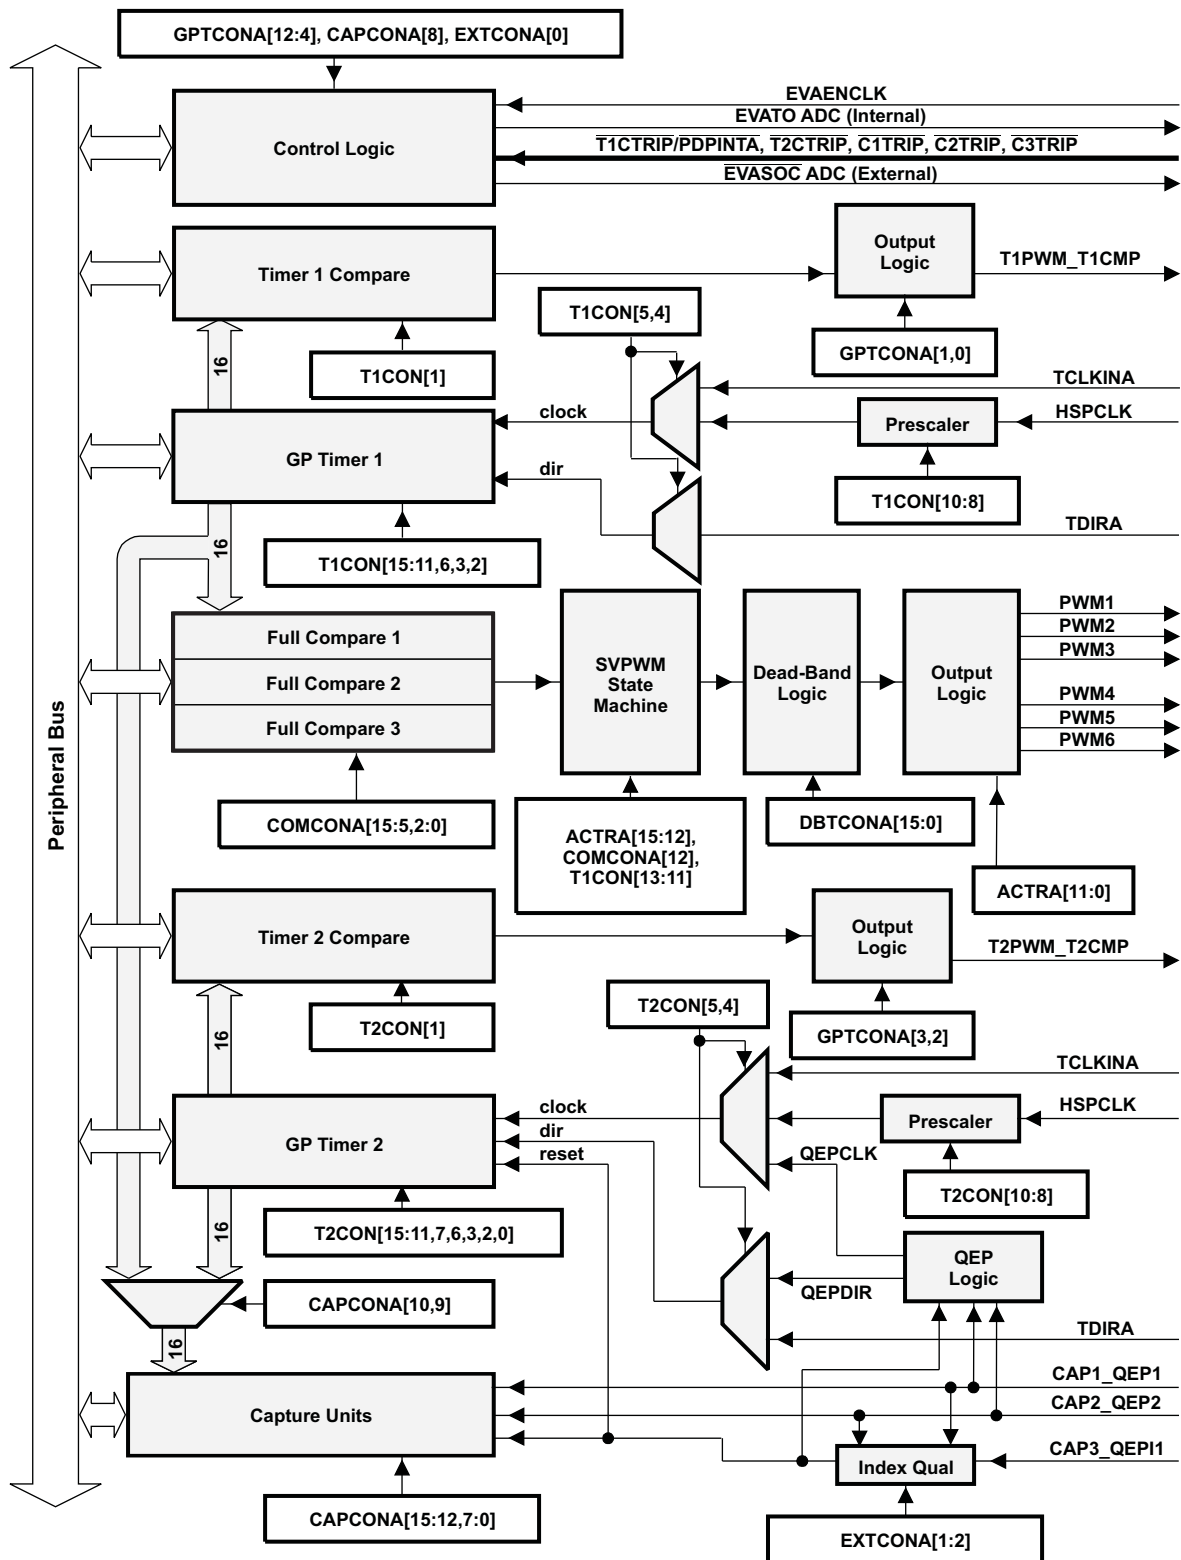 GPTCONA[12:4], CAPCONA[8], EXTCONA[0]
Control Logic
EVAENCLK
EVATO ADC (Internal)
T1CTRIP/PDPINTA, T2CTRIP, C1TRIP, C2TRIP, C3TRIP
EVASOC ADC (External)
Timer 1 Compare
Output
Logic
T1PWM_T1CMP
T1CON[5,4]
GPTCONA[1,0]
16
T1CON[1]
TCLKINA
clock
Prescaler
HSPCLK
GP Timer 1
dir
T1CON[10:8]
TDIRA
16
T1CON[15:11,6,3,2]
Full Compare 1
Full Compare 2
Full Compare 3
SVPWM
State
Machine
Dead-Band
Logic
Output
Logic
PWM1
PWM2
PWM3
PWM4
PWM5
PWM6
Peripheral Bus
COMCONA[15:5,2:0]
ACTRA[15:12],
COMCONA[12],
T1CON[13:11]
DBTCONA[15:0]
ACTRA[11:0]
Timer 2 Compare
Output
Logic
T2PWM_T2CMP
T2CON[5,4]
T2CON[1]
GPTCONA[3,2]
16
TCLKINA
clock
Prescaler
HSPCLK
GP Timer 2
dir
reset
QEPCLK
T2CON[10:8]
16
T2CON[15:11,7,6,3,2,0]
QEP
Logic
QEPDIR
CAPCONA[10,9]
TDIRA
16
CAP1_QEP1
Capture Units
CAP2_QEP2
Index Qual
CAP3_QEPI1
CAPCONA[15:12,7:0]
EXTCONA[1:2]